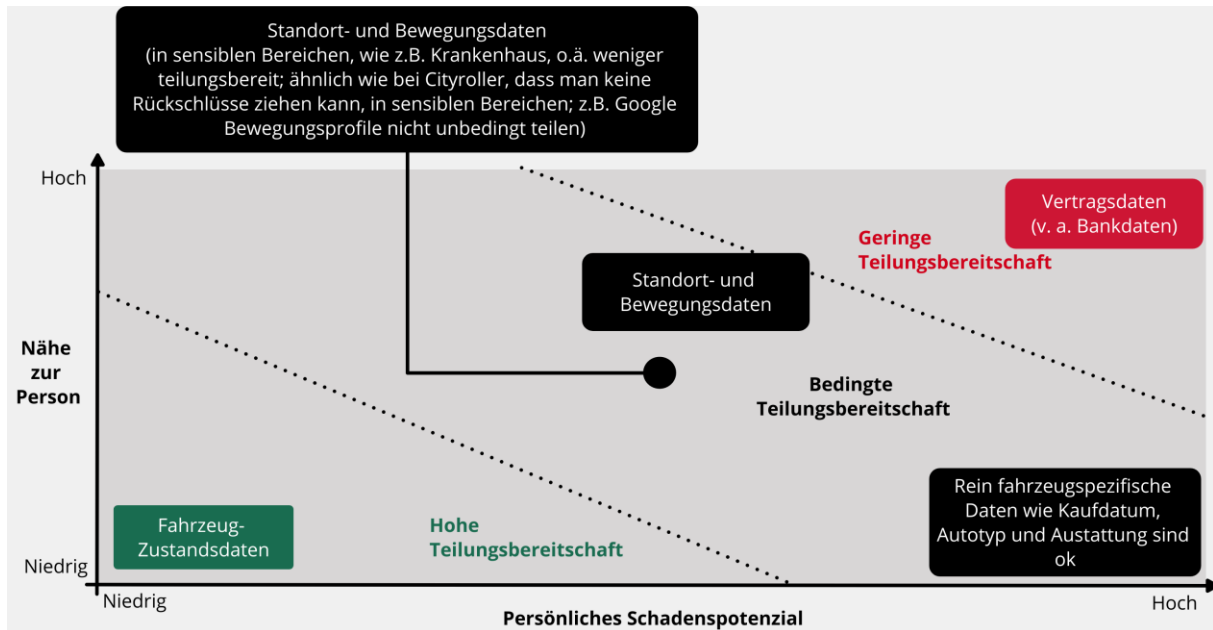 Standort- und Bewegungsdaten
(in sensiblen Bereichen, wie z.B. Krankenhaus, o.ä. weniger
teilungsbereit; ähnlich wie bei Cityroller, dass man keine
Rückschlüsse ziehen kann, in sensiblen Bereichen; z.B. Google
Bewegungsprofile nicht unbedingt teilen)
Hoch
Vertragsdaten
(v. a. Bankdaten)
Geringe
Teilungsbereitschaft
Standort- und
Bewegungsdaten
Nähe
zur
Person
Bedingte
Teilungsbereitschaft
Rein fahrzeugspezifische
Daten wie Kaufdatum,
Autotyp und Austattung sind
ok
Fahrzeug-
Zustandsdaten
Hohe
Teilungsbereitschaft
Niedrig
Niedrig
Persönliches Schadenspotenzial
Hoch